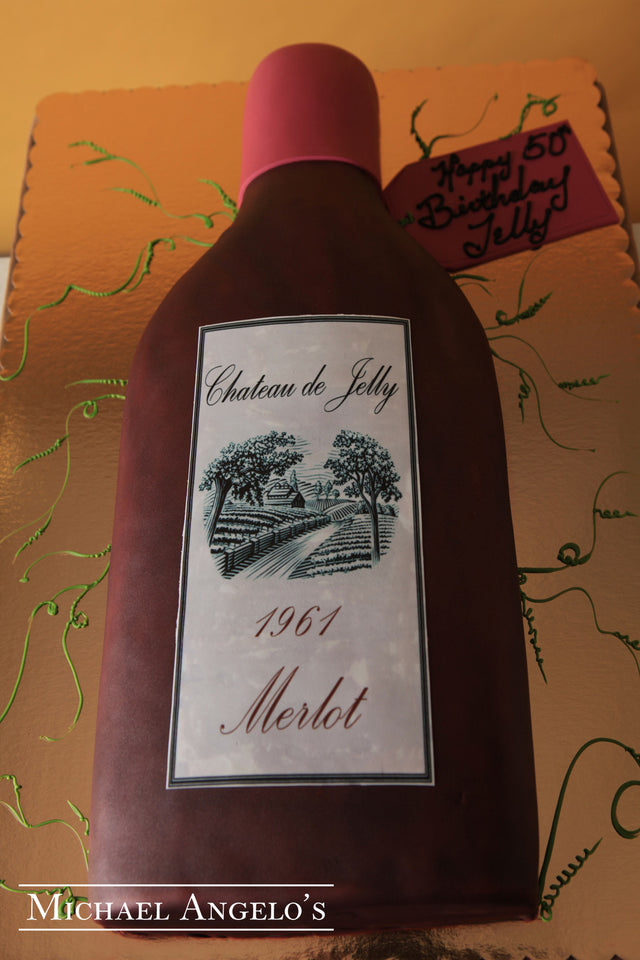 Happy 50th
Birthday
Jelly
Chateau de Jelly
1961
Merlot
MICHAEL ANGELO'S